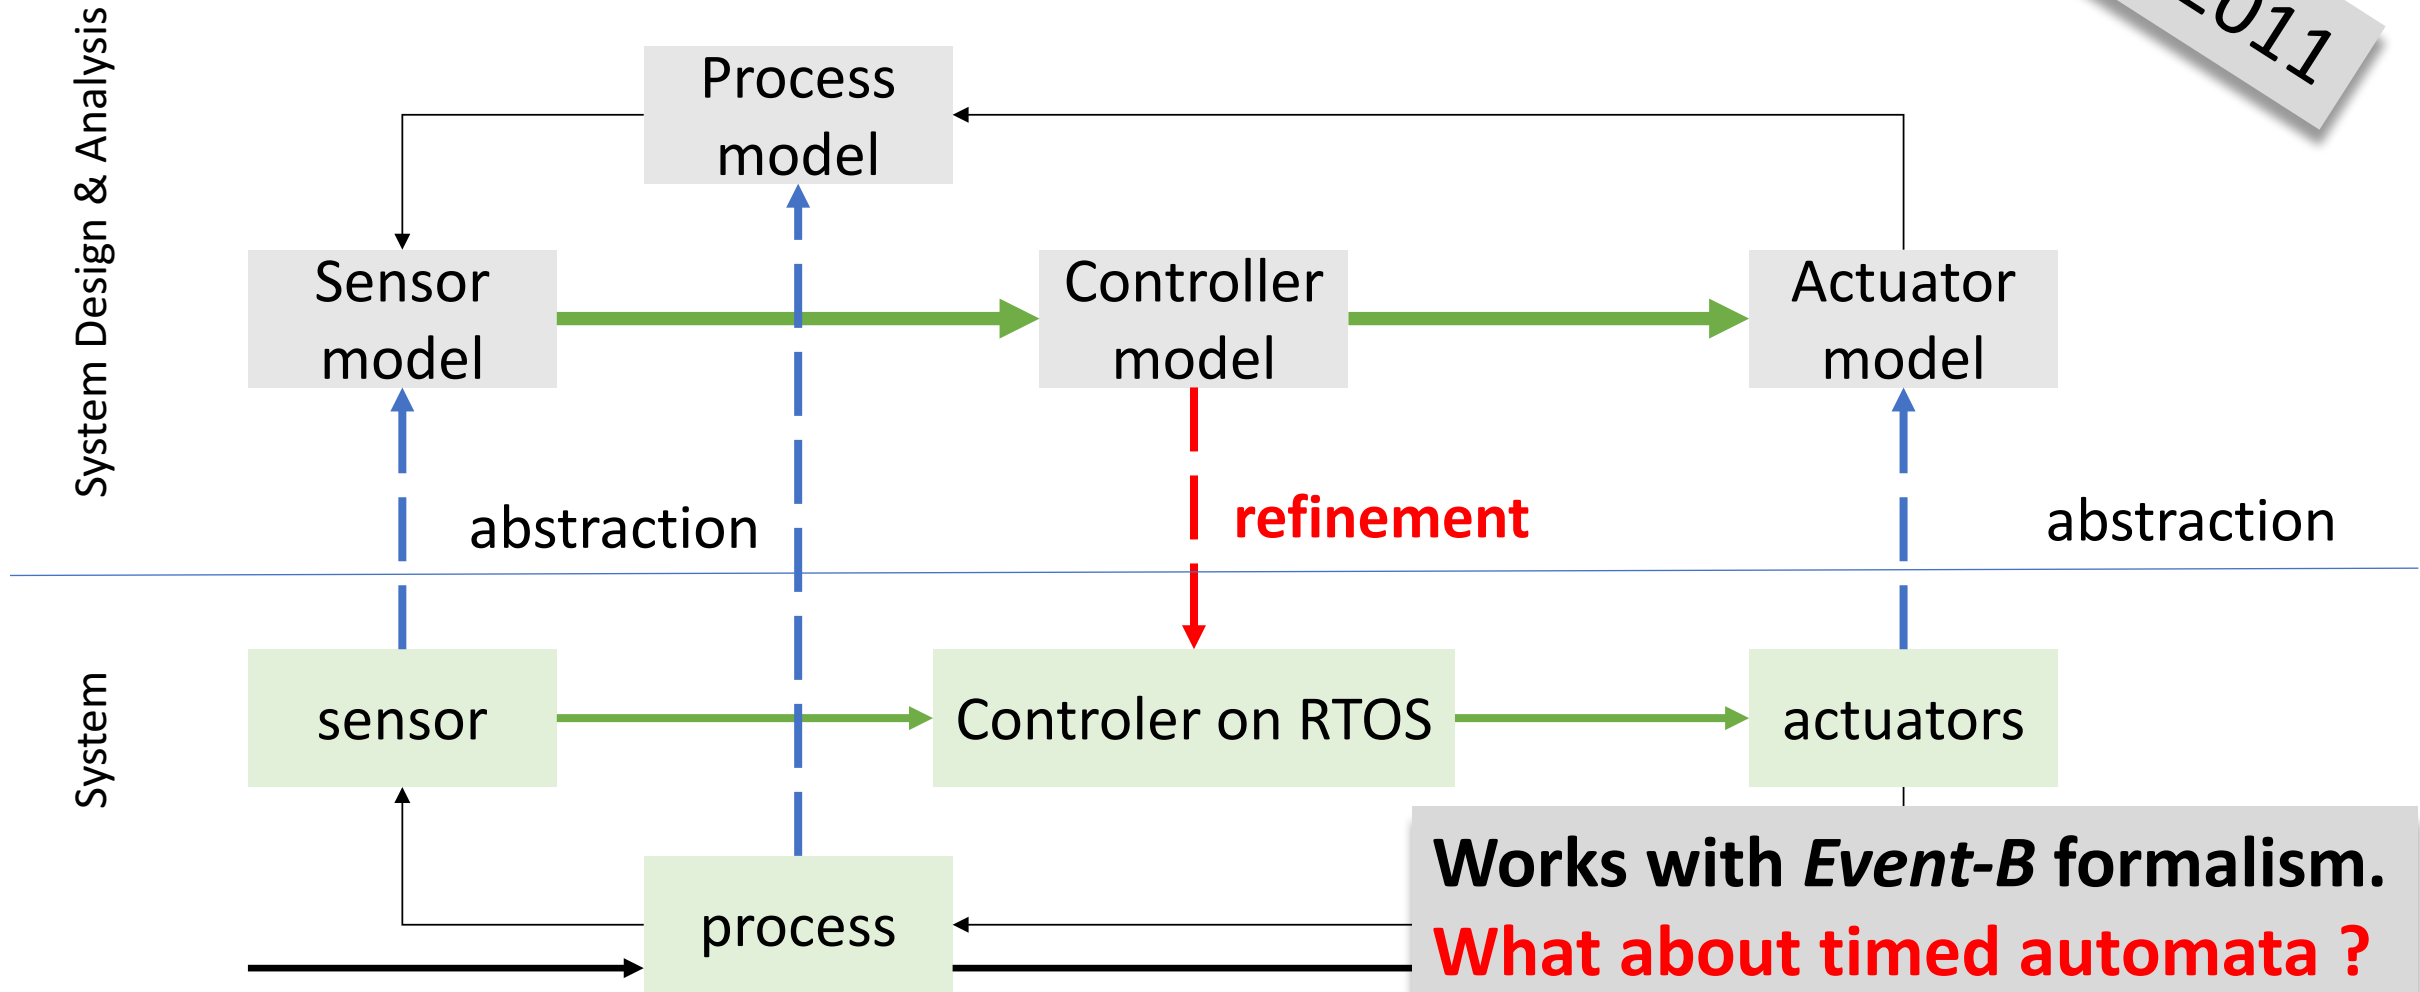 2011
System Design & Analysis
Process
model
Sensor
model
Controller
model
Actuator
model
abstraction
refinement
abstraction
System
sensor
Controler on RTOS
actuators
process
Works with Event-B formalism.
What about timed automata ?